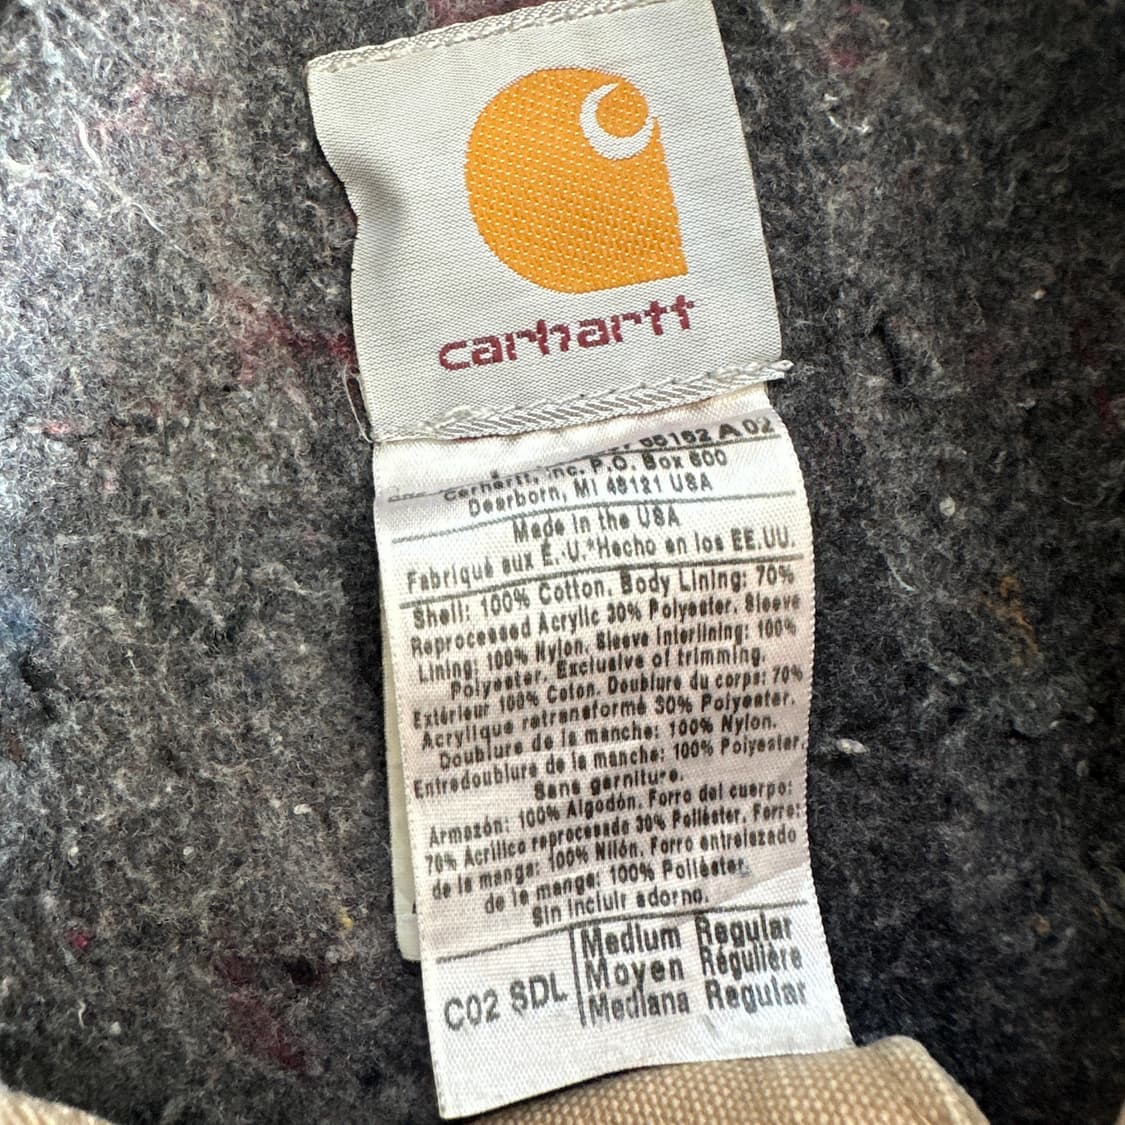 carhartt
55162 A 02
Carhartt, Inc. P.O. Box 600
Dearborn, MI 48121 USA
Made in the USA
Fabriqué aux É.-U.*Hecho en los EE.UU.
Shell: 100% Cotton. Body Lining: 70%
Reprocessed Acrylic 30% Polyester. Sleeve
Lining: 100% Nylon. Sleeve Interlining: 100%
Polyester. Exclusive of trimming.
Extérieur 100% Coton. Doublure du corps: 70%
Acrylique retransformé 30% Polyester.
Doublure de la manche: 100% Nylon.
Entredoublure de la manche: 100% Polyester.
Sans garniture.
Armazón: 100% Algodón. Forro del cuerpo:
70% Acrílico reprocesado 30% Poliéster. Forro:
de la manga: 100% Nilón. Forro entrelazado
de la manga: 100% Poliéster.
Sin incluir adorno.
C02 SDL
Medium Regular
Moyen Régulière
Mediana Regular